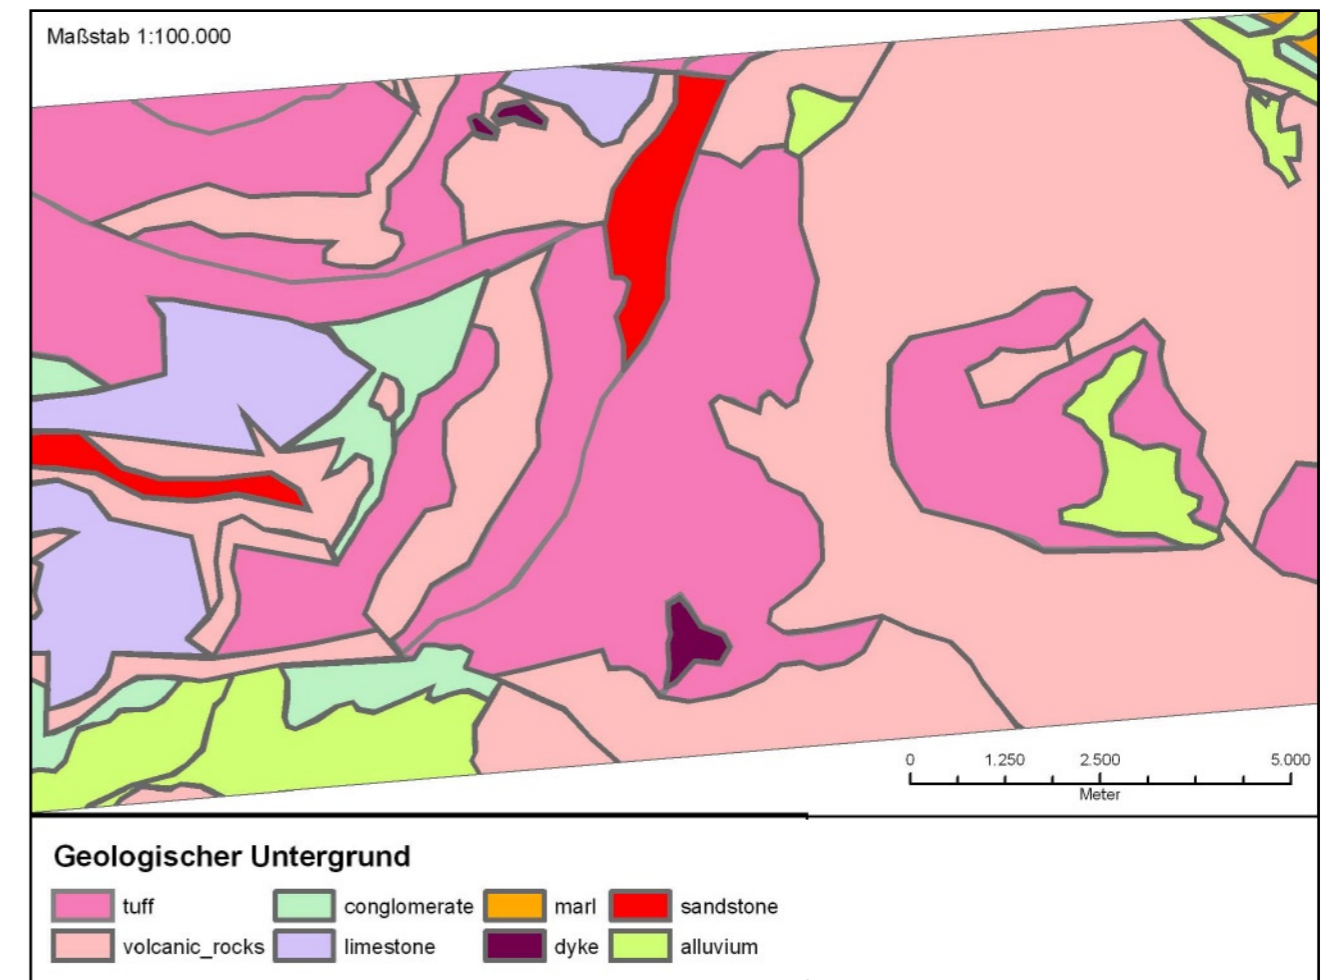 Maßstab 1:100.000
0 1.250 2.500 5.000
Meter
Geologischer Untergrund
tuff conglomerate marl sandstone
volcanic_rocks limestone dyke alluvium